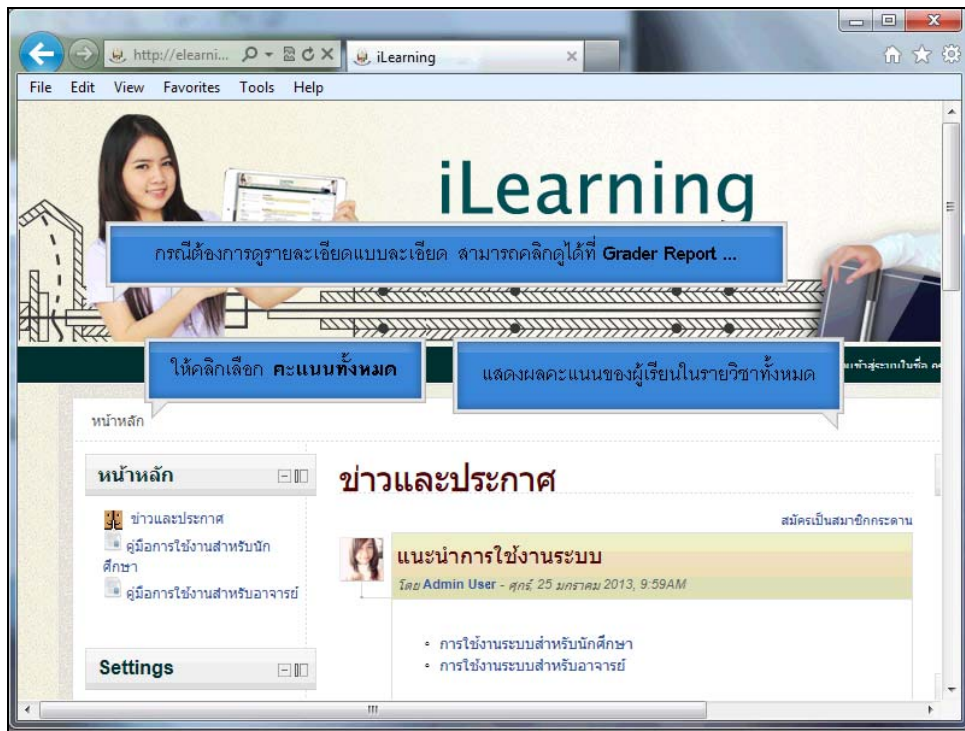 http://elearni...
iLearning
File Edit View Favorites Tools Help
iLearning
กรณีต้องการดูรายละเอียดแบบละเอียด สามารถคลิกดูได้ที่ Grader Report ...
ให้คลิกเลือก คะแนนทั้งหมด
แสดงผลคะแนนของผู้เรียนในรายวิชาทั้งหมด
หน้าหลัก
หน้าหลัก
ข่าวและประกาศ
คู่มือการใช้งานสำหรับนัก
ศึกษา
คู่มือการใช้งานสำหรับอาจารย์
Settings
ข่าวและประกาศ
สมัครเป็นสมาชิกกระดาน
แนะนำการใช้งานระบบ
โดย Admin User - ศุกร์, 25 มกราคม 2013, 9:59AM
การใช้งานระบบสำหรับนักศึกษา
การใช้งานระบบสำหรับอาจารย์